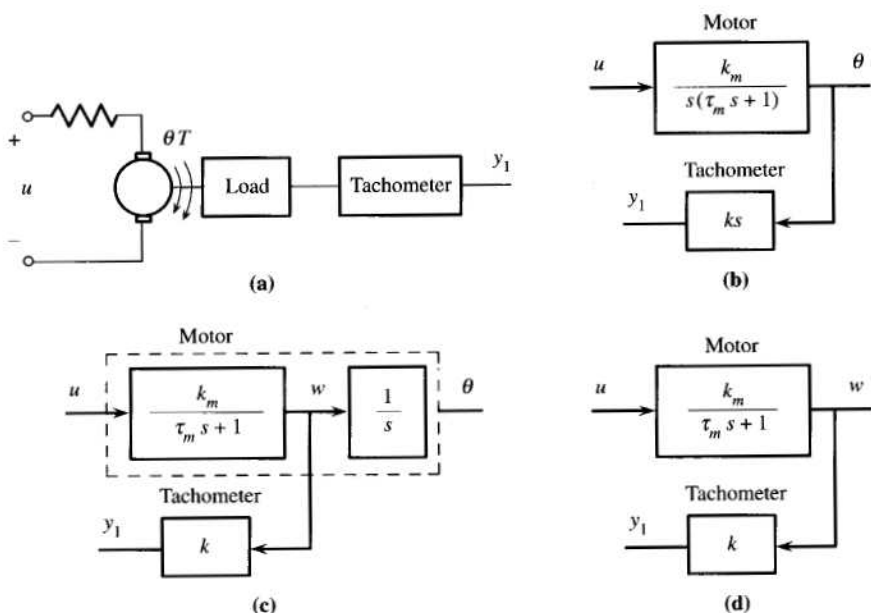 +
u
−
θ T
Load
Tachometer
y₁
(a)
Motor
u
k_m
s(τ_m s + 1)
θ
Tachometer
y₁
ks
(b)
Motor
u
k_m
τ_m s + 1
w
1
s
θ
Tachometer
y₁
k
(c)
Motor
u
k_m
τ_m s + 1
w
Tachometer
y₁
k
(d)